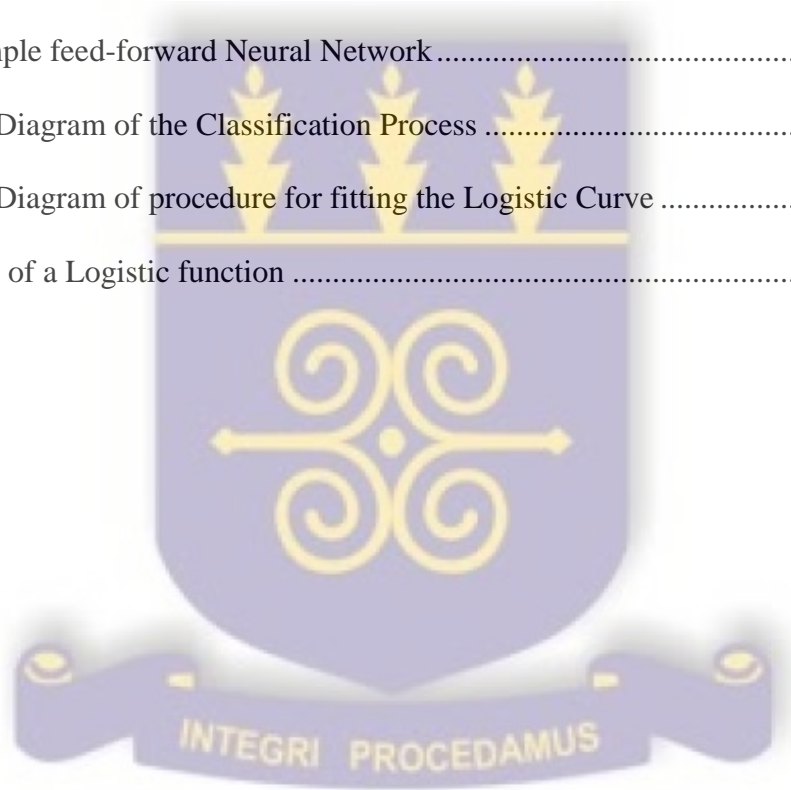 ple feed-forward Neural Network ....................................................
Diagram of the Classification Process .............................................
Diagram of procedure for fitting the Logistic Curve ...................
of a Logistic function .......................................................................
INTEGRI PROCEDAMUS